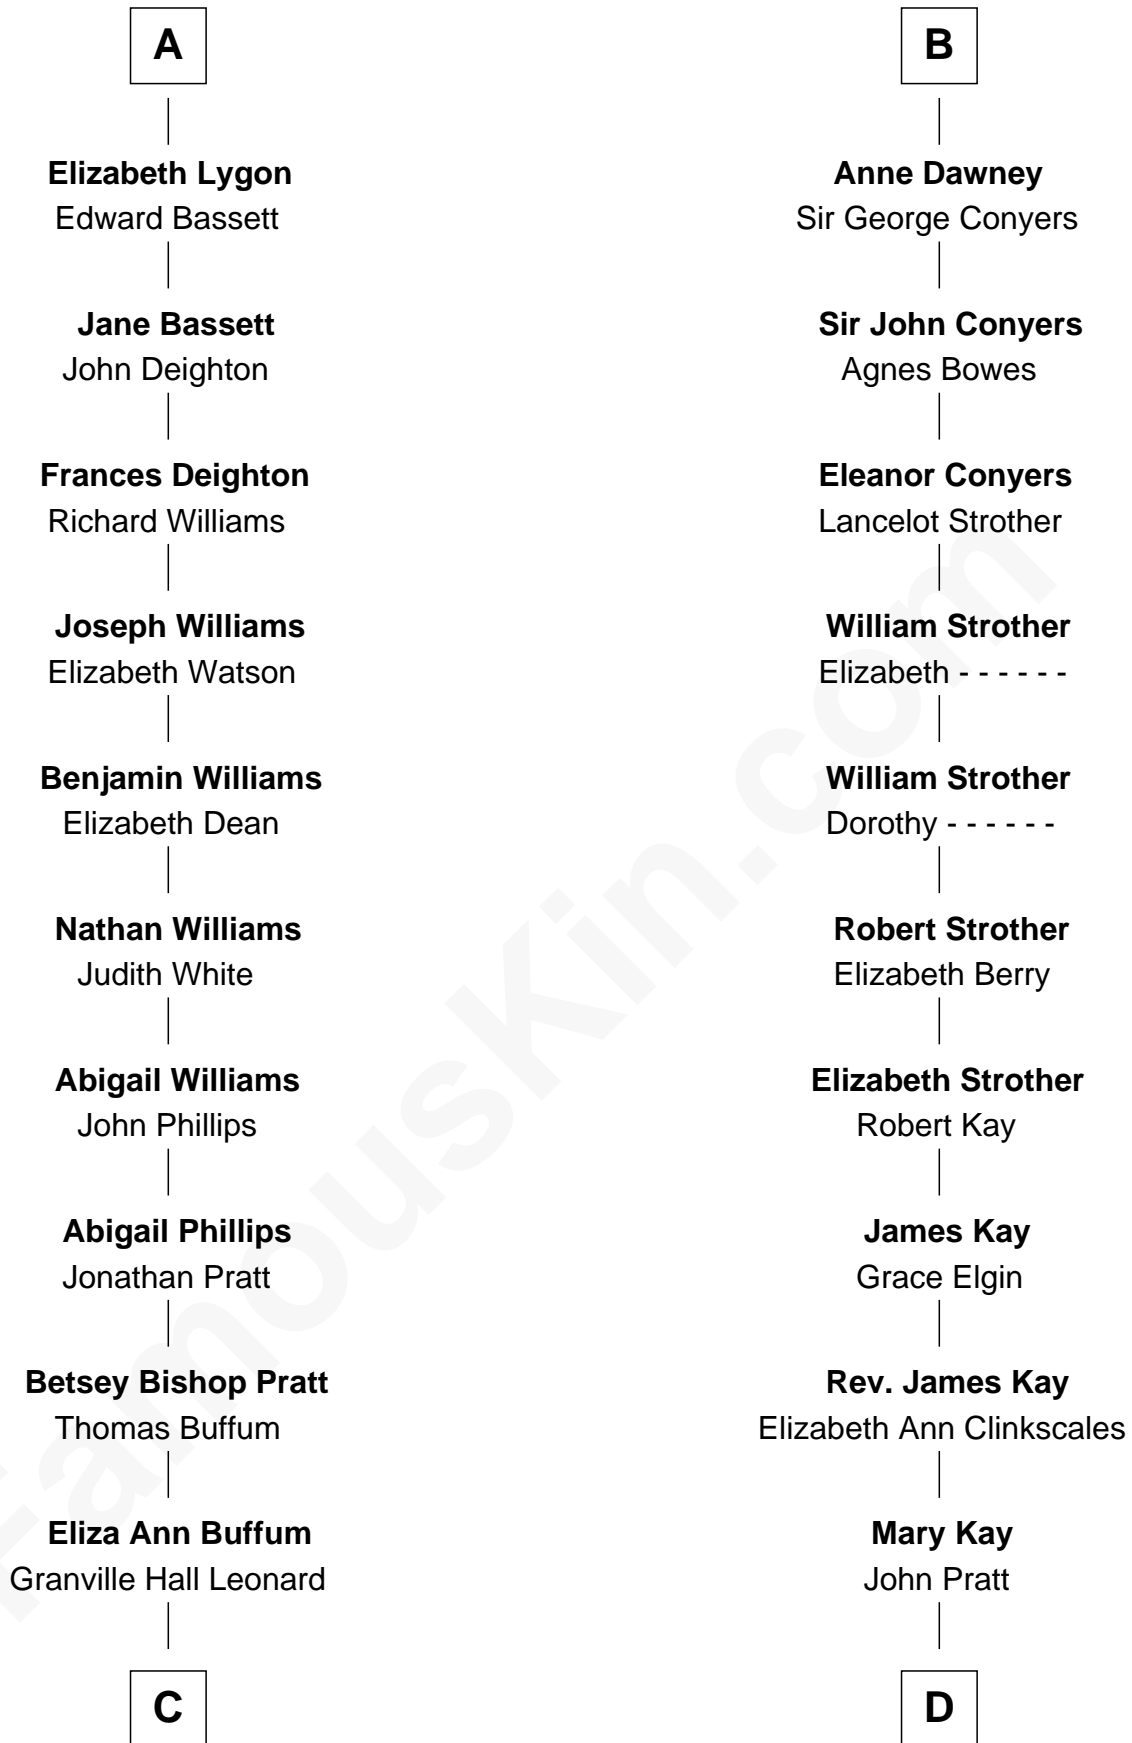 A
Elizabeth Lygon
Edward Bassett
Jane Bassett
John Deighton
Frances Deighton
Richard Williams
Joseph Williams
Elizabeth Watson
Benjamin Williams
Elizabeth Dean
Nathan Williams
Judith White
Abigail Williams
John Phillips
Abigail Phillips
Jonathan Pratt
Betsey Bishop Pratt
Thomas Buffum
Eliza Ann Buffum
Granville Hall Leonard
C
B
Anne Dawney
Sir George Conyers
Sir John Conyers
Agnes Bowes
Eleanor Conyers
Lancelot Strother
William Strother
Elizabeth - - - - - -
William Strother
Dorothy - - - - - -
Robert Strother
Elizabeth Berry
Elizabeth Strother
Robert Kay
James Kay
Grace Elgin
Rev. James Kay
Elizabeth Ann Clinkscales
Mary Kay
John Pratt
D
FamousKin.com